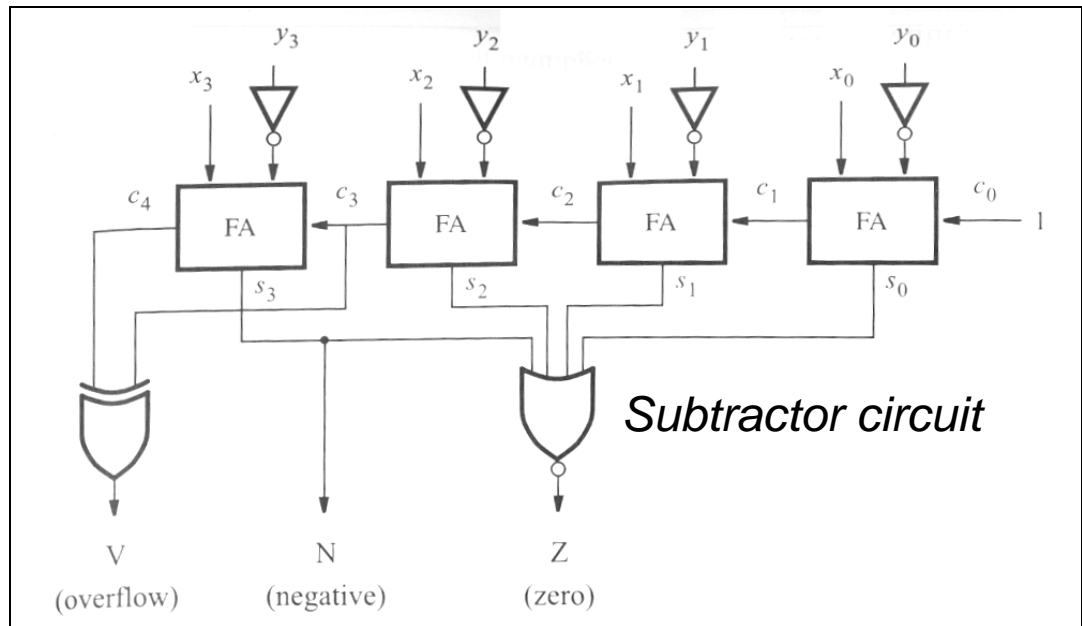 y3 y2 y1 y0
x3 x2 x1 x0
c4 c3 c2 c1 c0
FA FA FA FA 1
s3 s2 s1 s0
Subtractor circuit
V N Z
(overflow) (negative) (zero)